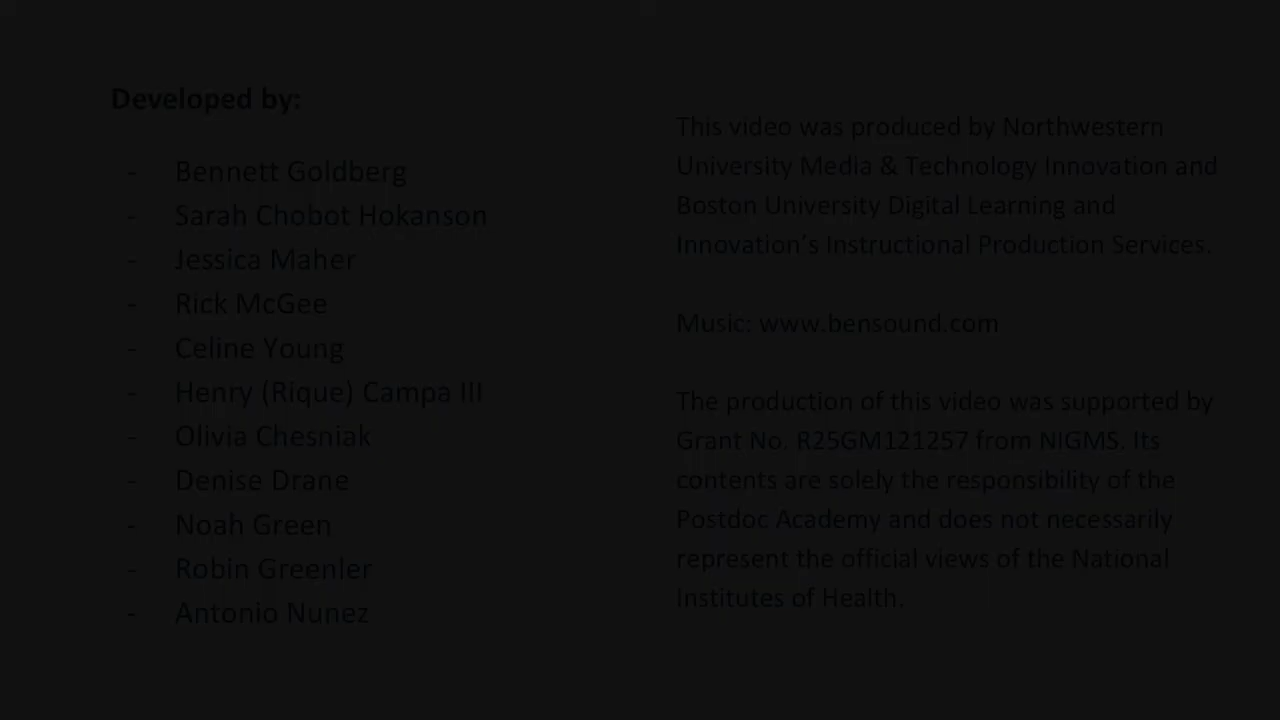 Developed by:
- Bennett Goldberg
- Sarah Chobot Hokanson
- Jessica Maher
- Rick McGee
- Celine Young
- Henry (Rique) Campa III
- Olivia Chesniak
- Denise Drane
- Noah Green
- Robin Greenler
- Antonio Nunez
This video was produced by Northwestern
University Media & Technology Innovation and
Boston University Digital Learning and
Innovation’s Instructional Production Services.
Music: www.bensound.com
The production of this video was supported by
Grant No. R25GM121257 from NIGMS. Its
contents are solely the responsibility of the
Postdoc Academy and does not necessarily
represent the official views of the National
Institutes of Health.